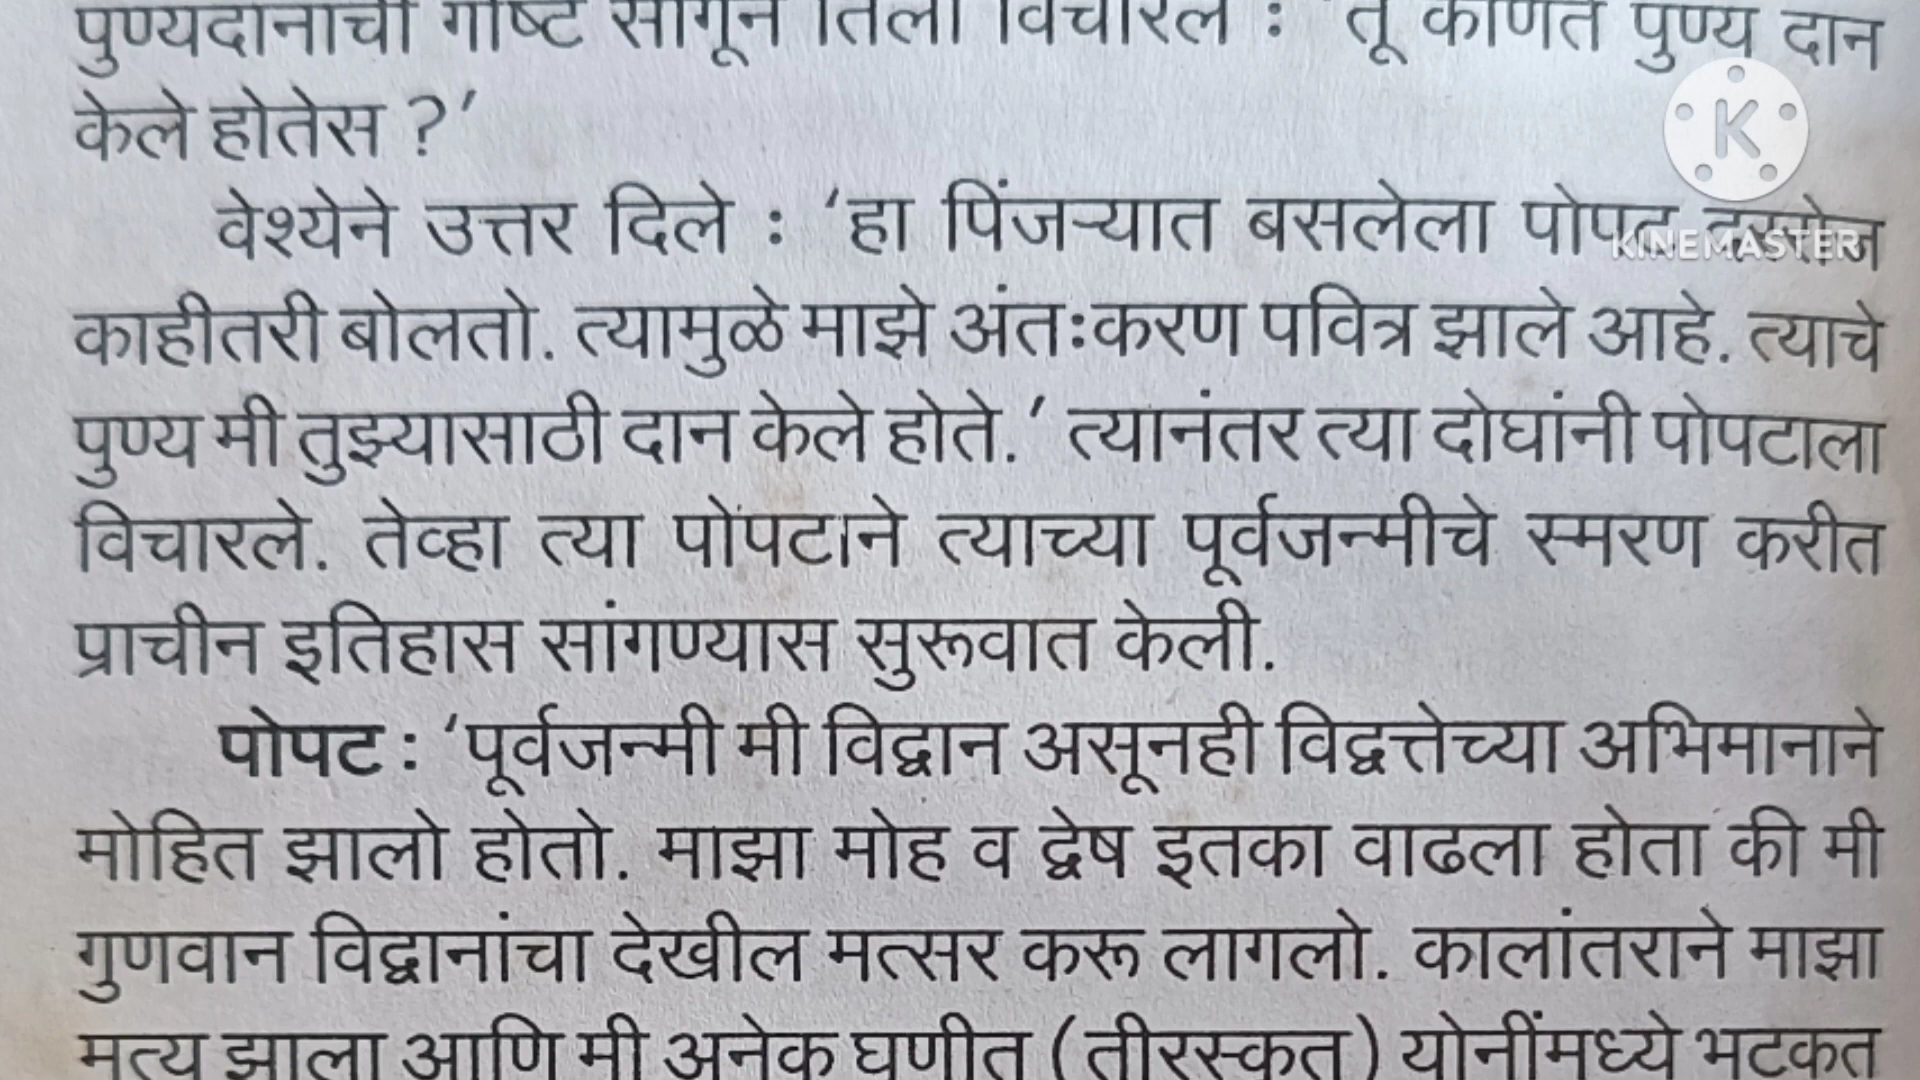 पुण्यदानाची गोष्ट सांगून तिला विचारले : 'तू कोणते पुण्य दान
केले होतेस ?'
वेश्येने उत्तर दिले : 'हा पिंजऱ्यात बसलेला पोपट दररोज
KINEMASTER
काहीतरी बोलतो. त्यामुळे माझे अंतःकरण पवित्र झाले आहे. त्याचे
पुण्य मी तुझ्यासाठी दान केले होते.' त्यानंतर त्या दोघांनी पोपटाला
विचारले. तेव्हा त्या पोपटाने त्याच्या पूर्वजन्मीचे स्मरण करीत
प्राचीन इतिहास सांगण्यास सुरूवात केली.
पोपट : 'पूर्वजन्मी मी विद्वान असूनही विद्वत्तेच्या अभिमानाने
मोहित झालो होतो. माझा मोह व द्वेष इतका वाढला होता की मी
गुणवान विद्वानांचा देखील मत्सर करू लागलो. कालांतराने माझा
मृत्यू झाला आणि मी अनेक घृणीत (तीरस्कृत) योनींमध्ये भटकत